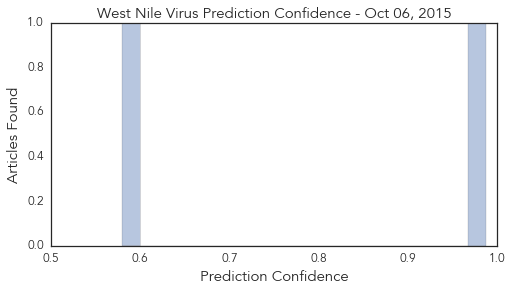 West Nile Virus Prediction Confidence - Oct 06, 2015
Articles Found
1.0
0.8
0.6
0.4
0.2
0.0
0.5 0.6 0.7 0.8 0.9 1.0
Prediction Confidence